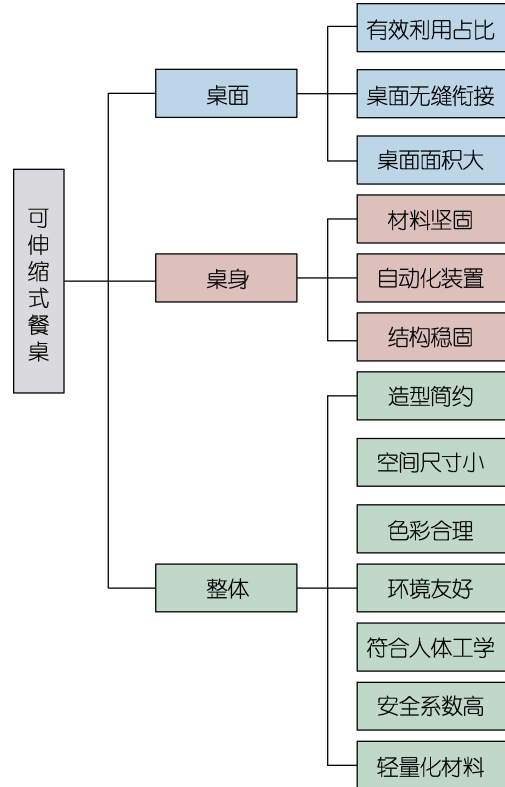 可伸缩式餐桌
桌面
有效利用占比
桌面无缝衔接
桌面面积大
桌身
材料坚固
自动化装置
结构稳固
整体
造型简约
空间尺寸小
色彩合理
环境友好
符合人体工学
安全系数高
轻量化材料